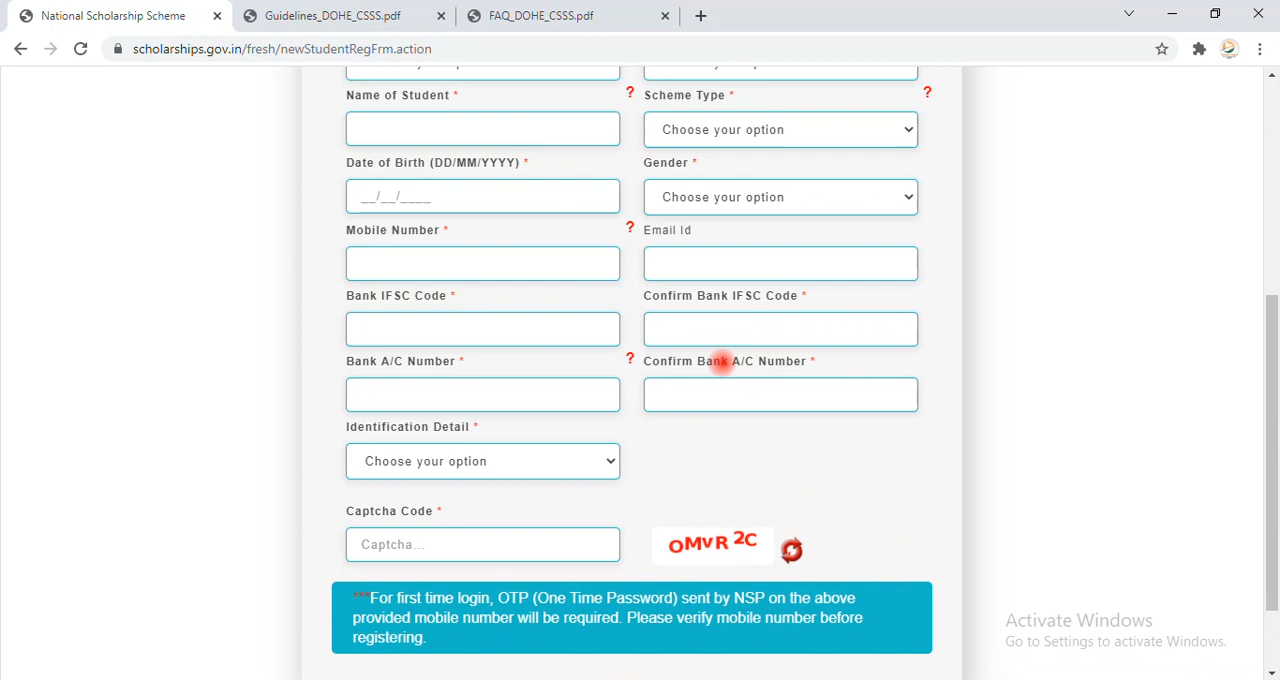 National Scholarship Scheme
Guidelines_DOHE_CSSS.pdf
FAQ_DOHE_CSSS.pdf
scholarships.gov.in/fresh/newStudentRegFrm.action
Name of Student * ? Scheme Type * ?
Choose your option
Date of Birth (DD/MM/YYYY) * Gender *
__/__/____ Choose your option
Mobile Number * ? Email Id
Bank IFSC Code * Confirm Bank IFSC Code *
Bank A/C Number * ? Confirm Bank A/C Number *
Identification Detail *
Choose your option
Captcha Code *
Captcha... OMvR 2C
***For first time login, OTP (One Time Password) sent by NSP on the above
provided mobile number will be required. Please verify mobile number before
registering.
Activate Windows
Go to Settings to activate Windows.